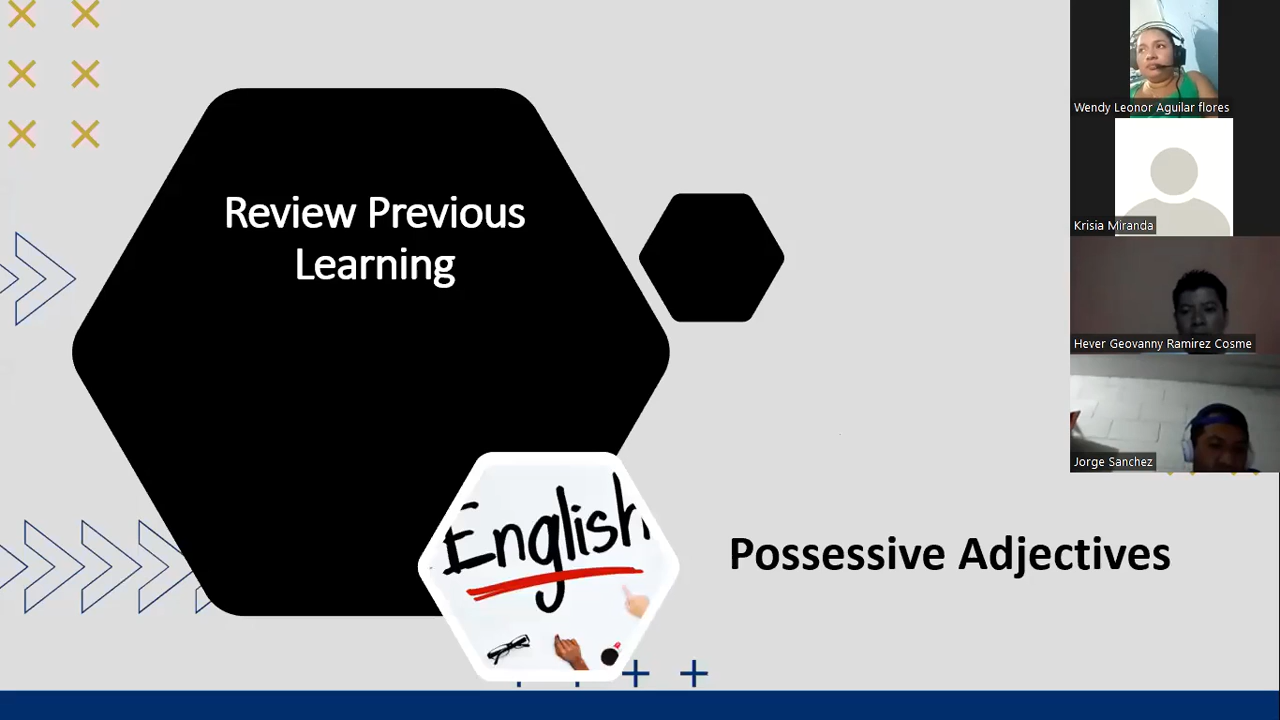 Review Previous
Learning
English
Possessive Adjectives
Wendy Leonor Aguilar flores
Krisia Miranda
Hever Geovanny Ramirez Cosme
Jorge Sanchez